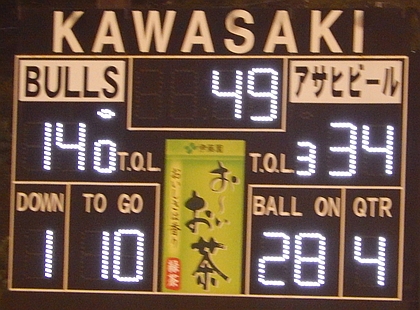 KAWASAKI
BULLS 49 アサヒビール
14 0 T.O.L. T.O.L. 3 34
DOWN TO GO BALL ON QTR
1 10 28 4
伊藤園
お〜いお茶
緑茶